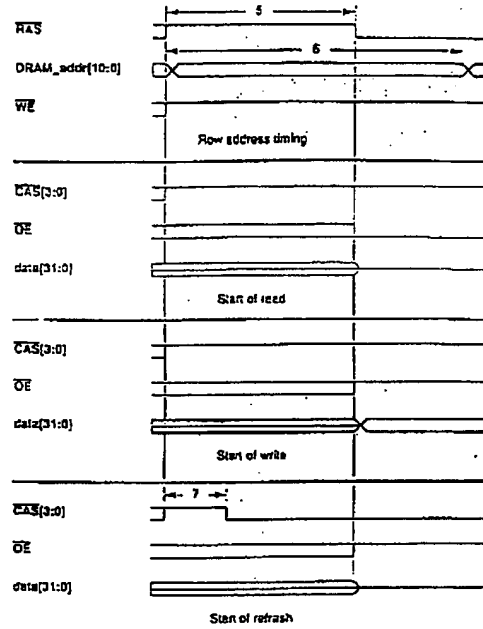 5
RAS
6
DRAM_addr[10:0]
WE
Row address timing
CAS[3:0]
OE
data[31:0]
Start of read
CAS[3:0]
OE
data[31:0]
Start of write
7
CAS[3:0]
OE
data[31:0]
Start of refrash